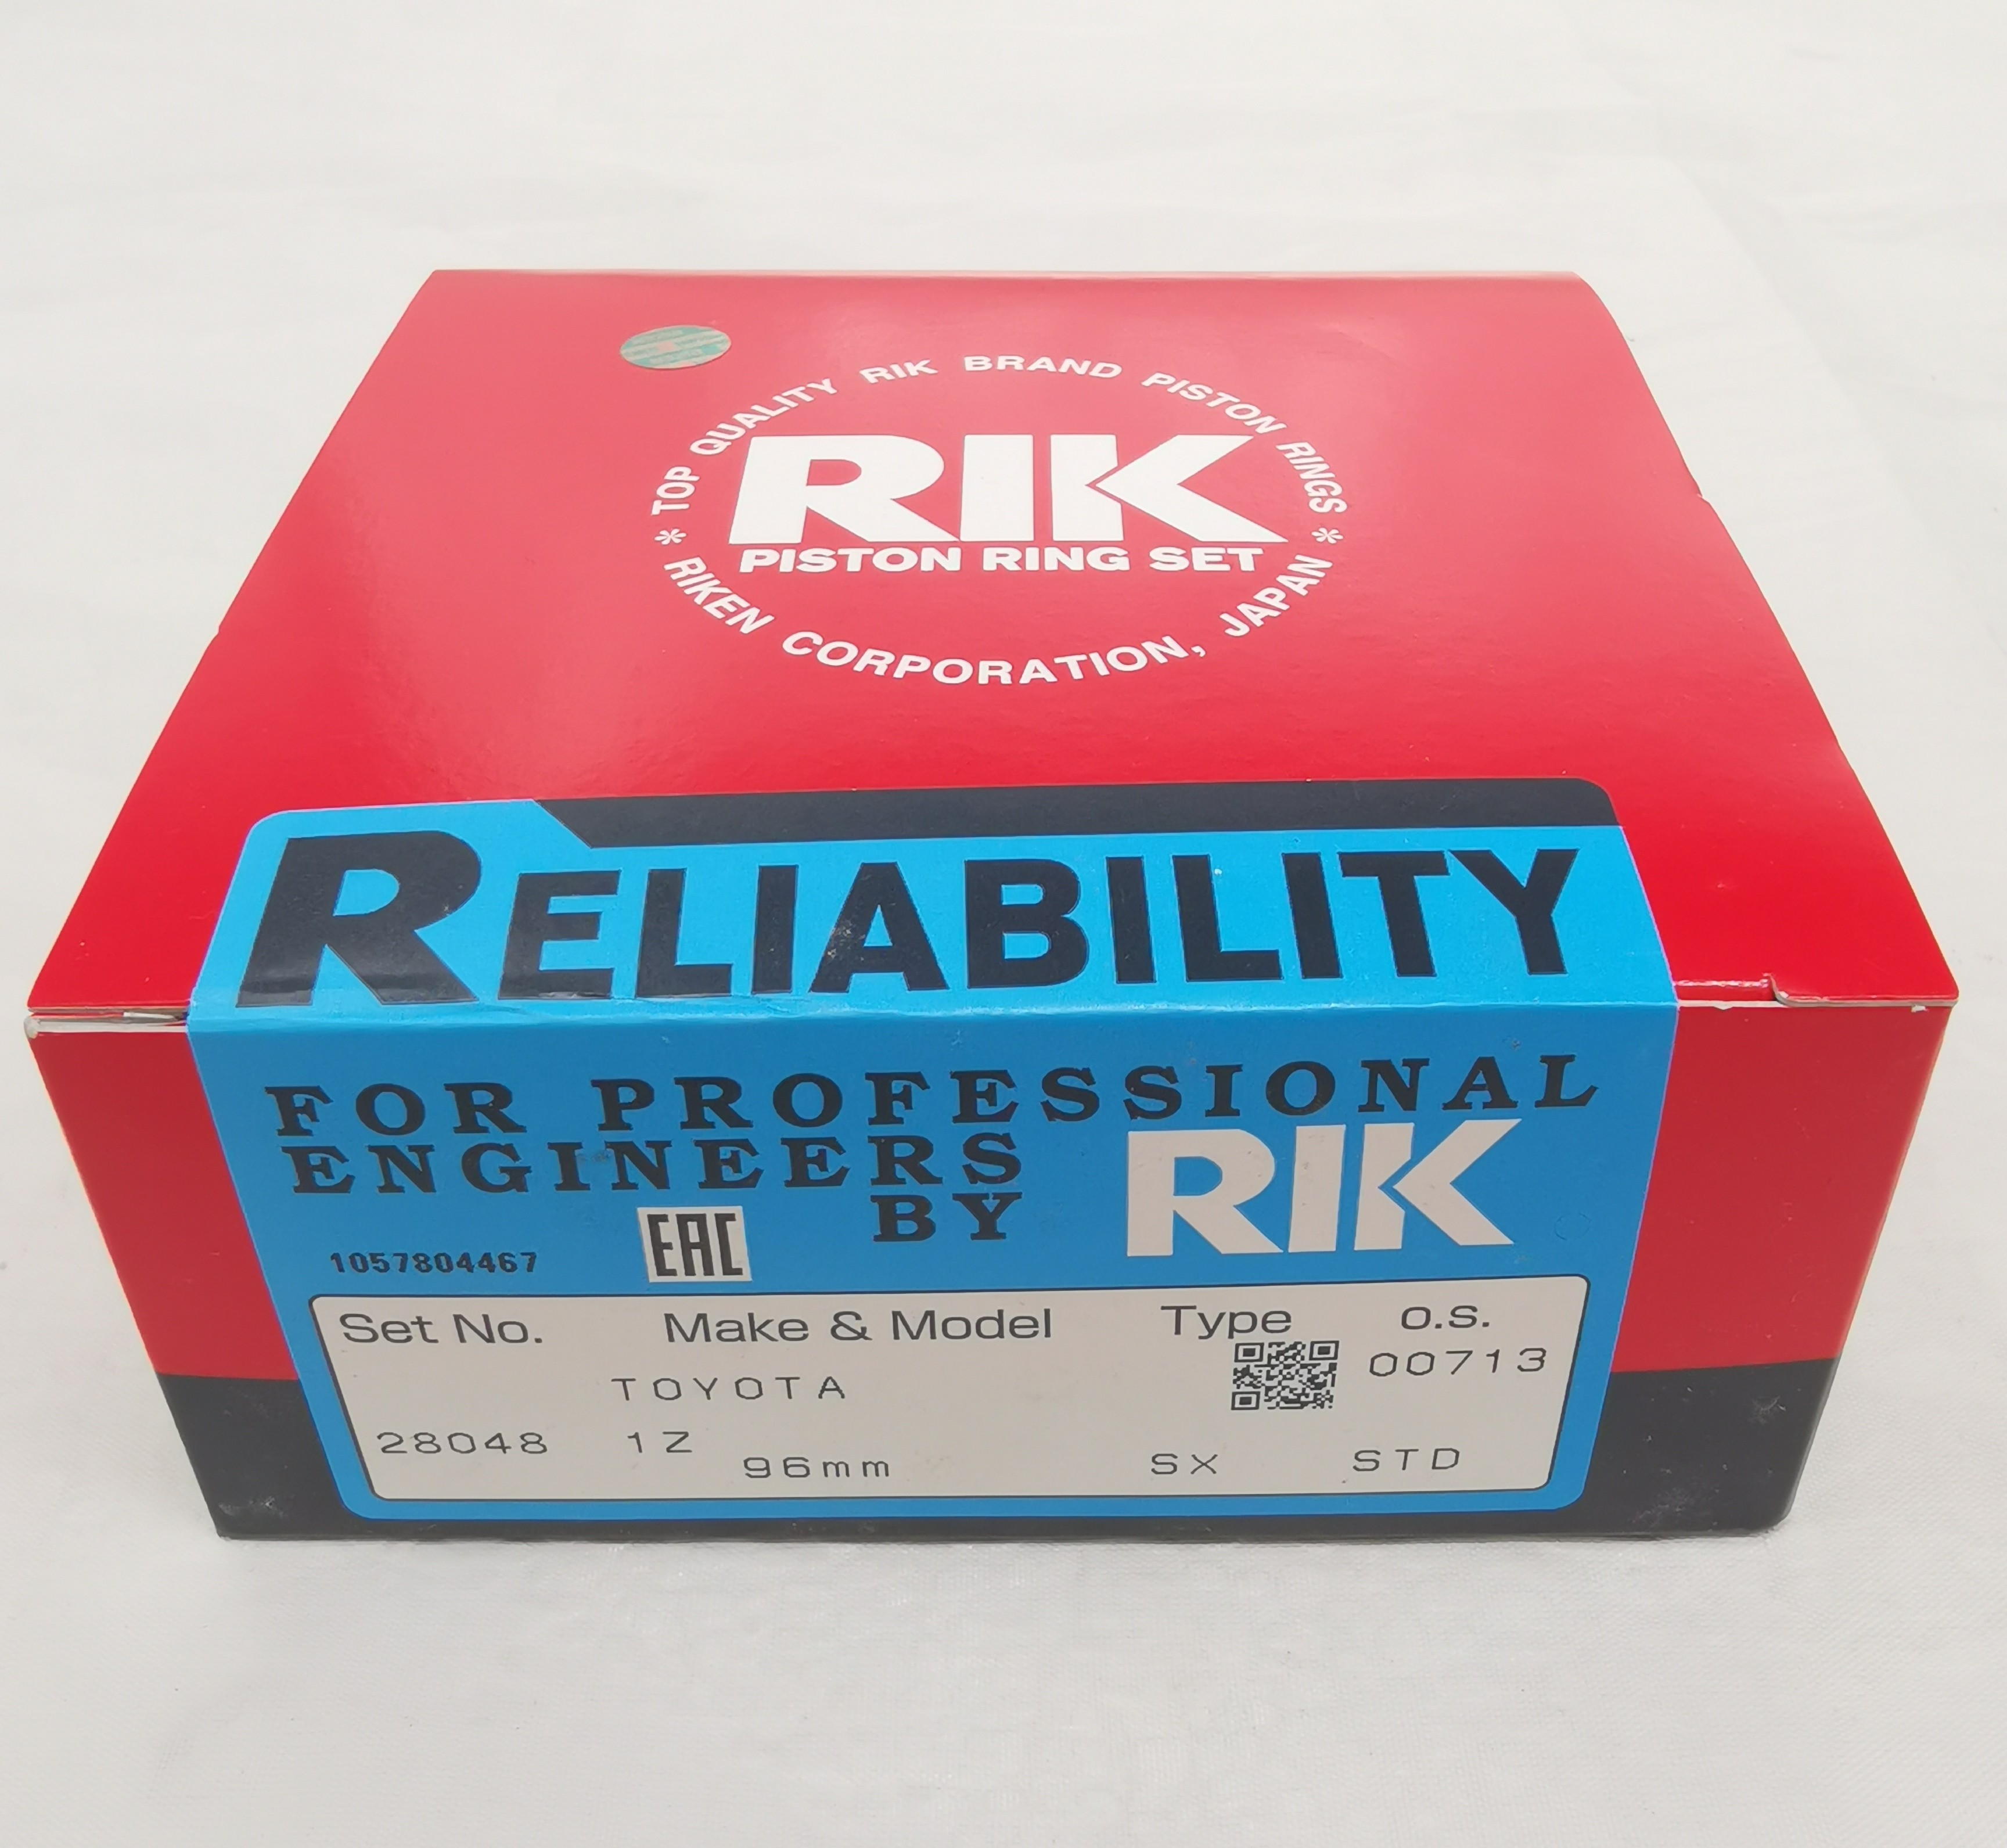 * TOP QUALITY RIK BRAND PISTON RINGS *
RIK
PISTON RING SET
RIKEN CORPORATION, JAPAN
RELIABILITY
FOR PROFESSIONAL
ENGINEERS
BY RIK
1057804467 EAC
Set No. Make & Model Type O.S.
TOYOTA 00713
28048 1Z
96mm SX STD